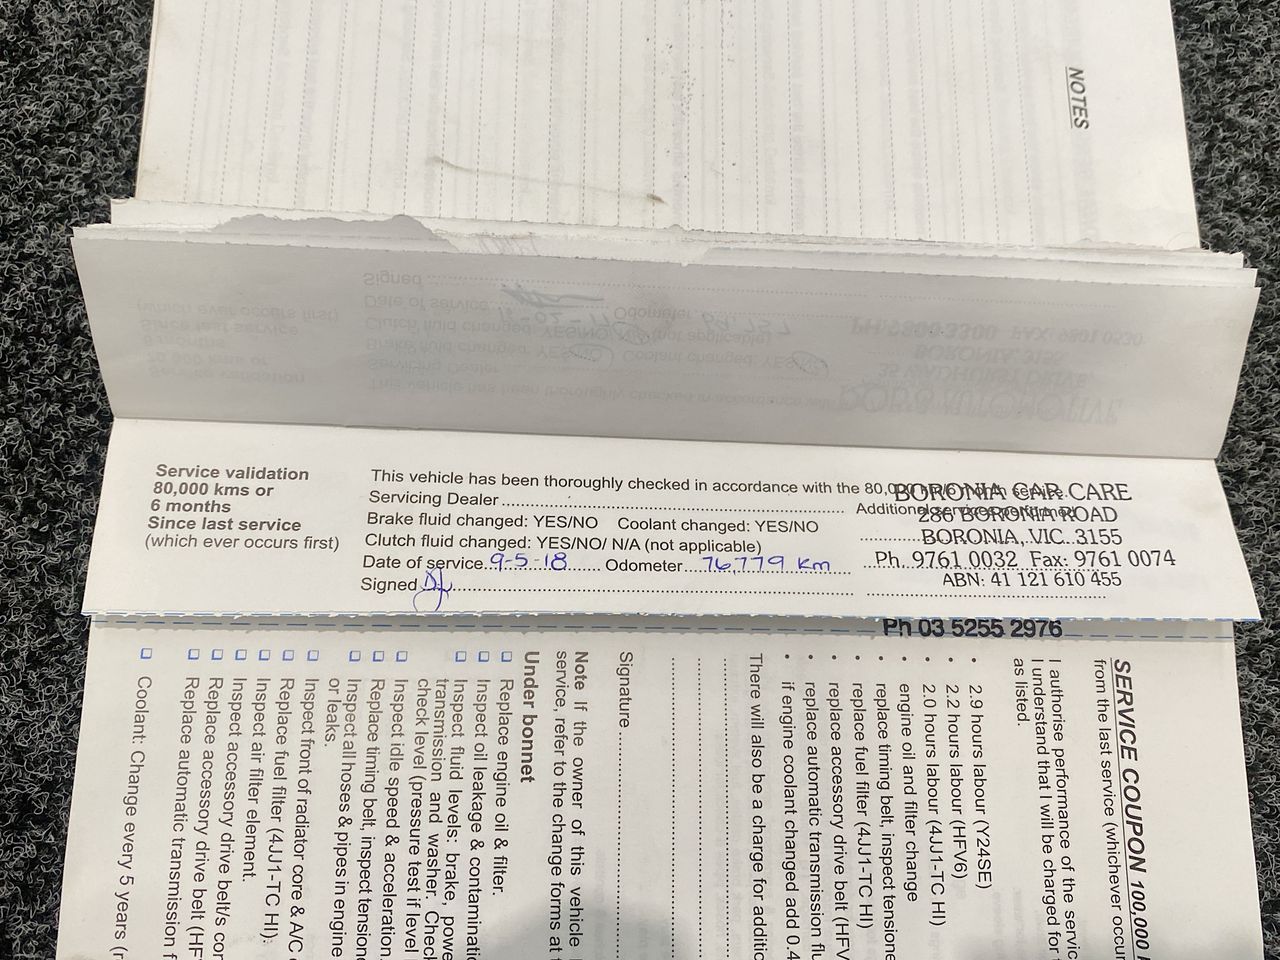 NOTES
Service validation
80,000 kms or
6 months
Since last service
(which ever occurs first)
This vehicle has been thoroughly checked in accordance with the 80,000
Servicing Dealer
Additional services performed
Brake fluid changed: YES/NO Coolant changed: YES/NO
Clutch fluid changed: YES/NO/ N/A (not applicable)
Date of service 9-5-18 Odometer 76,779 km
Signed
BORONIA CAR CARE
286 BORONIA ROAD
BORONIA, VIC. 3155
Ph. 9761 0032 Fax: 9761 0074
ABN: 41 121 610 455
Ph 03 5255 2976
SERVICE COUPON 100,000
from the last service (whichever occur
I authorise performance of the servic
I understand that I will be charged for
as listed.
• 2.9 hours labour (Y24SE)
• 2.2 hours labour (HFV6)
• 2.0 hours labour (4JJ1-TC HI)
• engine oil and filter change
• replace timing belt, inspect tensione
• replace fuel filter (4JJ1-TC HI)
• replace accessory drive belt (HFV
• replace automatic transmission flu
• if engine coolant changed add 0.4
There will also be a charge for additio
Signature
Note If the owner of this vehicle
service, refer to the change forms at
Under bonnet
Replace engine oil & filter.
Inspect oil leakage & contaminatio
Inspect fluid levels: brake, powe
transmission and washer. Check
check level (pressure test if level
Inspect idle speed & acceleration.
Replace timing belt, inspect tension
Inspect all hoses & pipes in engine
or leaks.
Inspect front of radiator core & A/C
Replace fuel filter (4JJ1-TC HI).
Inspect air filter element.
Inspect accessory drive belt/s con
Replace accessory drive belt (HF
Replace automatic transmission f
Coolant: Change every 5 years (r